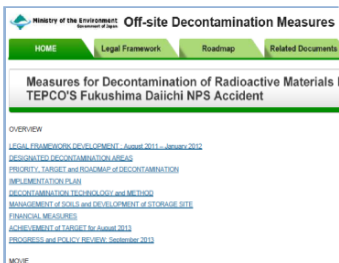 Ministry of the Environment
Government of Japan
Off-site Decontamination Measures
HOME
Legal Framework
Roadmap
Related Documents
Measures for Decontamination of Radioactive Materials
TEPCO'S Fukushima Daiichi NPS Accident
OVERVIEW
LEGAL FRAMEWORK DEVELOPMENT : August 2011 – January 2012
DESIGNATED DECONTAMINATION AREAS
PRIORITY, TARGET and ROADMAP of DECONTAMINATION
IMPLEMENTATION PLAN
DECONTAMINATION TECHNOLOGY and METHOD
MANAGEMENT of SOILS and DEVELOPMENT of STORAGE SITE
FINANCIAL MEASURES
ACHIEVEMENT of TARGET for August 2013
PROGRESS and POLICY REVIEW: September 2013
MOVIE